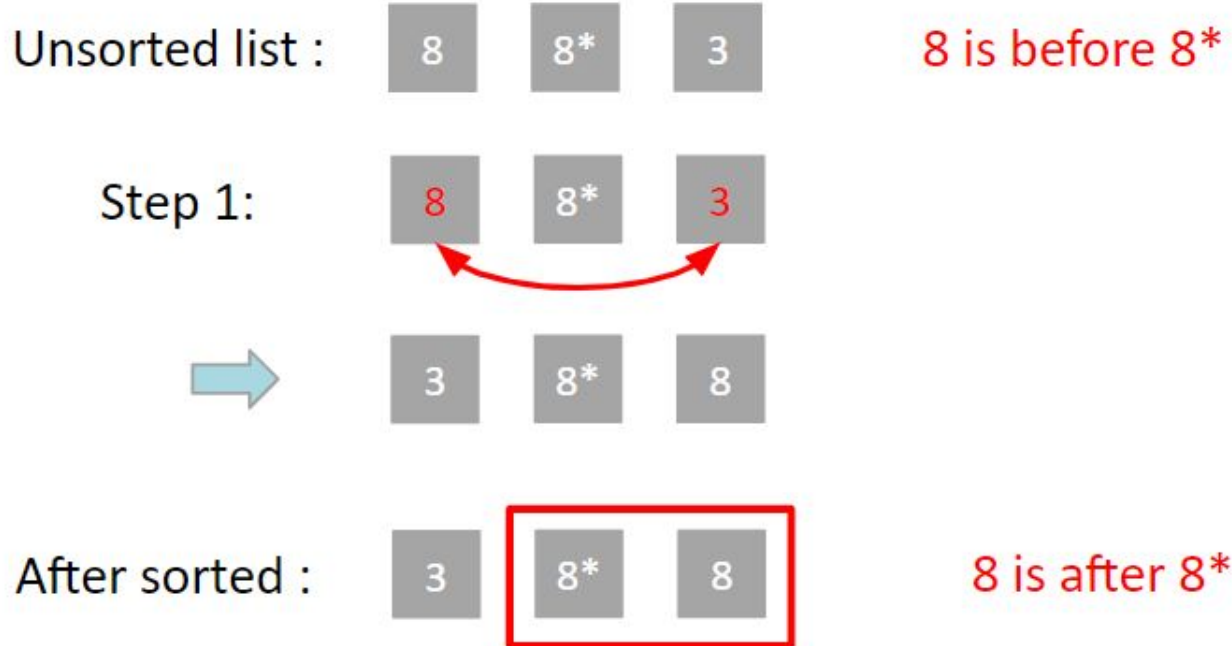 Unsorted list : 8 8* 3 8 is before 8*
Step 1: 8 8* 3
3 8* 8
After sorted : 3 8* 8 8 is after 8*